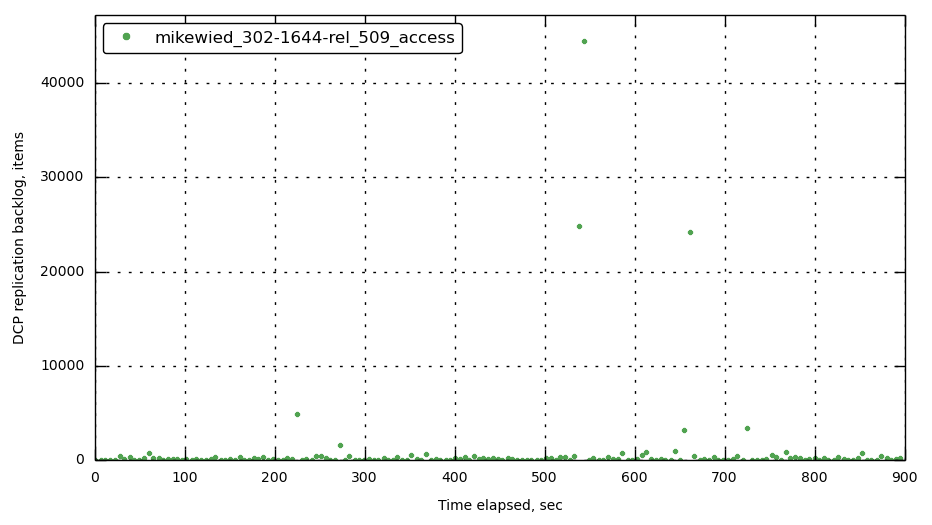 mikewied_302-1644-rel_509_access
DCP replication backlog, items
40000
30000
20000
10000
0
0 100 200 300 400 500 600 700 800 900
Time elapsed, sec